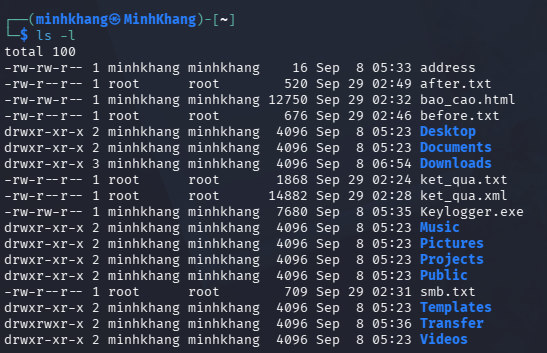 ┌──(minhkhang㉿MinhKhang)-[~]
└─$ ls -l
total 100
-rw-rw-r-- 1 minhkhang minhkhang    16 Sep  8 05:33 address
-rw-r--r-- 1 root      root        520 Sep 29 02:49 after.txt
-rw-rw-r-- 1 minhkhang minhkhang 12750 Sep 29 02:32 bao_cao.html
-rw-r--r-- 1 root      root        676 Sep 29 02:46 before.txt
drwxr-xr-x 2 minhkhang minhkhang  4096 Sep  8 05:23 Desktop
drwxr-xr-x 2 minhkhang minhkhang  4096 Sep  8 05:23 Documents
drwxr-xr-x 3 minhkhang minhkhang  4096 Sep  8 06:54 Downloads
-rw-r--r-- 1 root      root       1868 Sep 29 02:24 ket_qua.txt
-rw-r--r-- 1 root      root      14882 Sep 29 02:28 ket_qua.xml
-rw-rw-r-- 1 minhkhang minhkhang  7680 Sep  8 05:35 Keylogger.exe
drwxr-xr-x 2 minhkhang minhkhang  4096 Sep  8 05:23 Music
drwxr-xr-x 2 minhkhang minhkhang  4096 Sep  8 05:23 Pictures
drwxr-xr-x 2 minhkhang minhkhang  4096 Sep  8 05:23 Projects
drwxr-xr-x 2 minhkhang minhkhang  4096 Sep  8 05:23 Public
-rw-r--r-- 1 root      root        709 Sep 29 02:31 smb.txt
drwxr-xr-x 2 minhkhang minhkhang  4096 Sep  8 05:23 Templates
drwxrwxr-x 2 minhkhang minhkhang  4096 Sep  8 05:36 Transfer
drwxr-xr-x 2 minhkhang minhkhang  4096 Sep  8 05:23 Videos